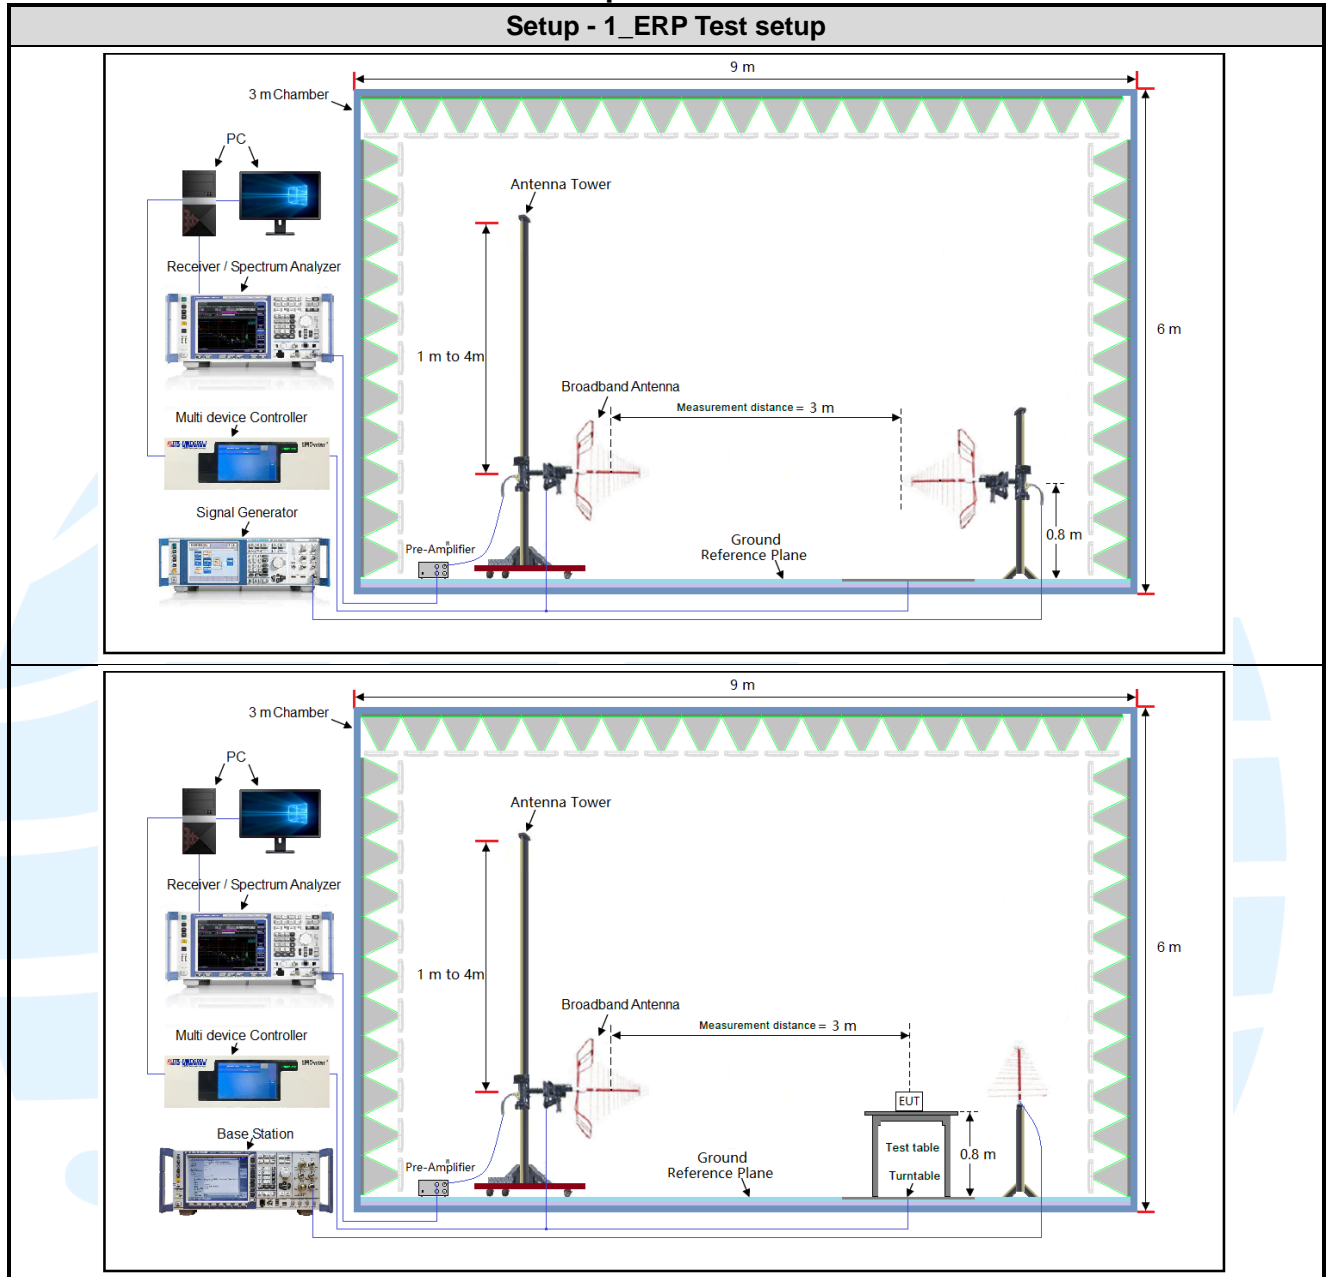 Setup - 1_ERP Test setup
9 m
3 m Chamber
PC
Antenna Tower
Receiver / Spectrum Analyzer
6 m
1 m to 4m
Broadband Antenna
Measurement distance = 3 m
Multi device Controller
Signal Generator
Pre-Amplifier
Ground
Reference Plane
0.8 m
9 m
3 m Chamber
PC
Antenna Tower
Receiver / Spectrum Analyzer
6 m
1 m to 4m
Broadband Antenna
Measurement distance = 3 m
Multi device Controller
EUT
Base Station
Test table
0.8 m
Ground
Reference Plane
Pre-Amplifier
Turntable